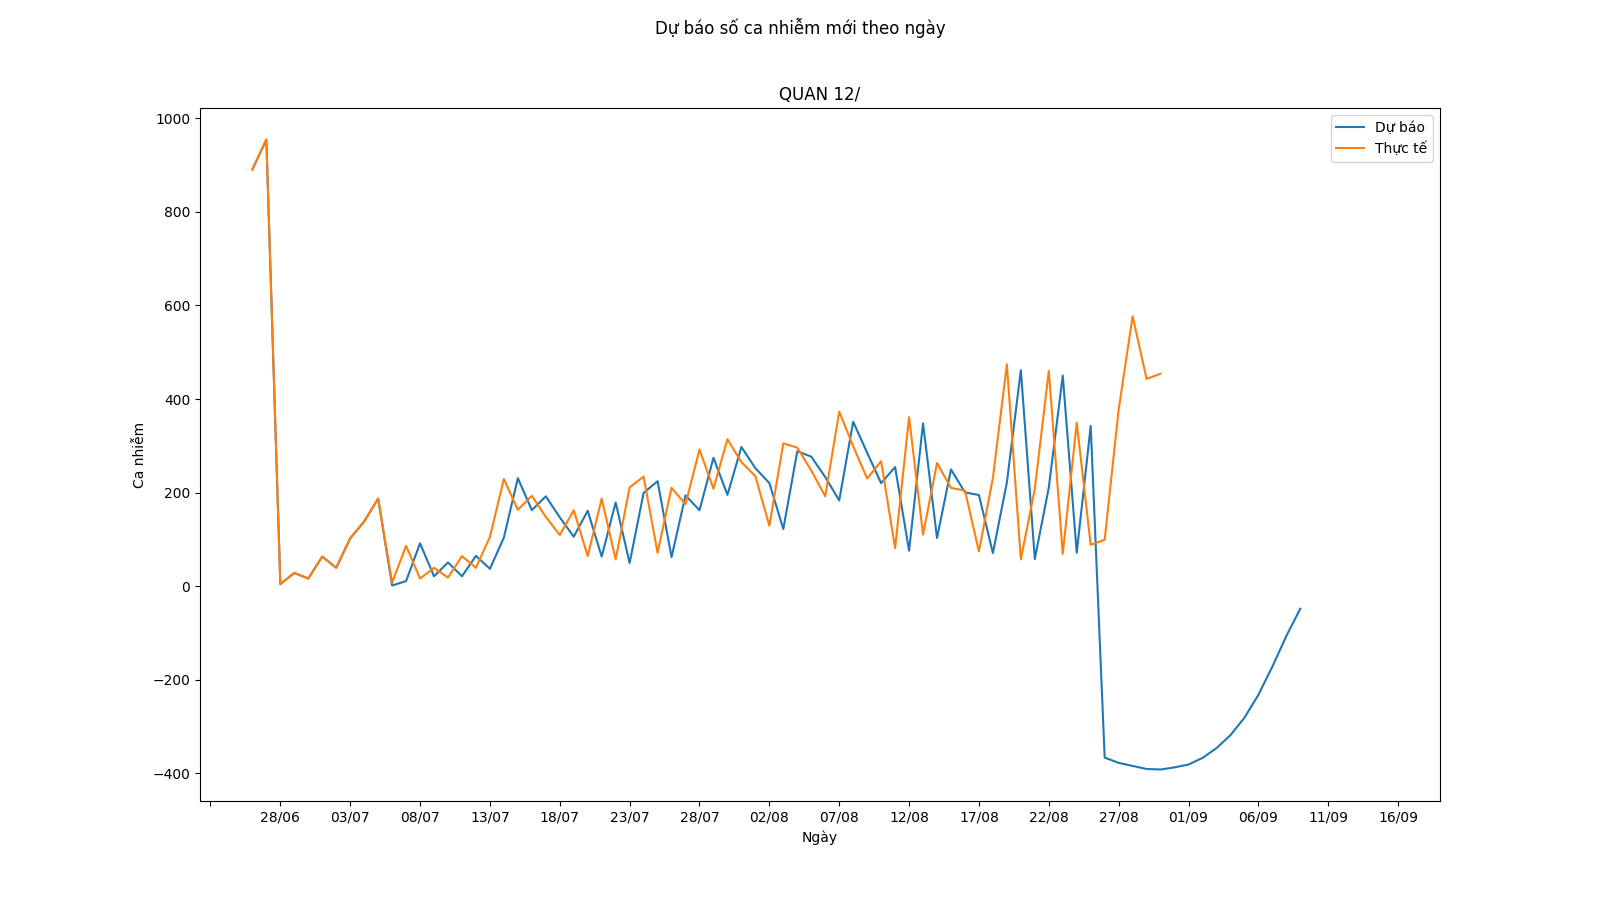 Dự báo số ca nhiễm mới theo ngày
QUAN 12/
1000
800
600
400
200
0
−200
−400
Ca nhiễm
Dự báo
Thực tế
28/06 03/07 08/07 13/07 18/07 23/07 28/07 02/08 07/08 12/08 17/08 22/08 27/08 01/09 06/09 11/09 16/09
Ngày